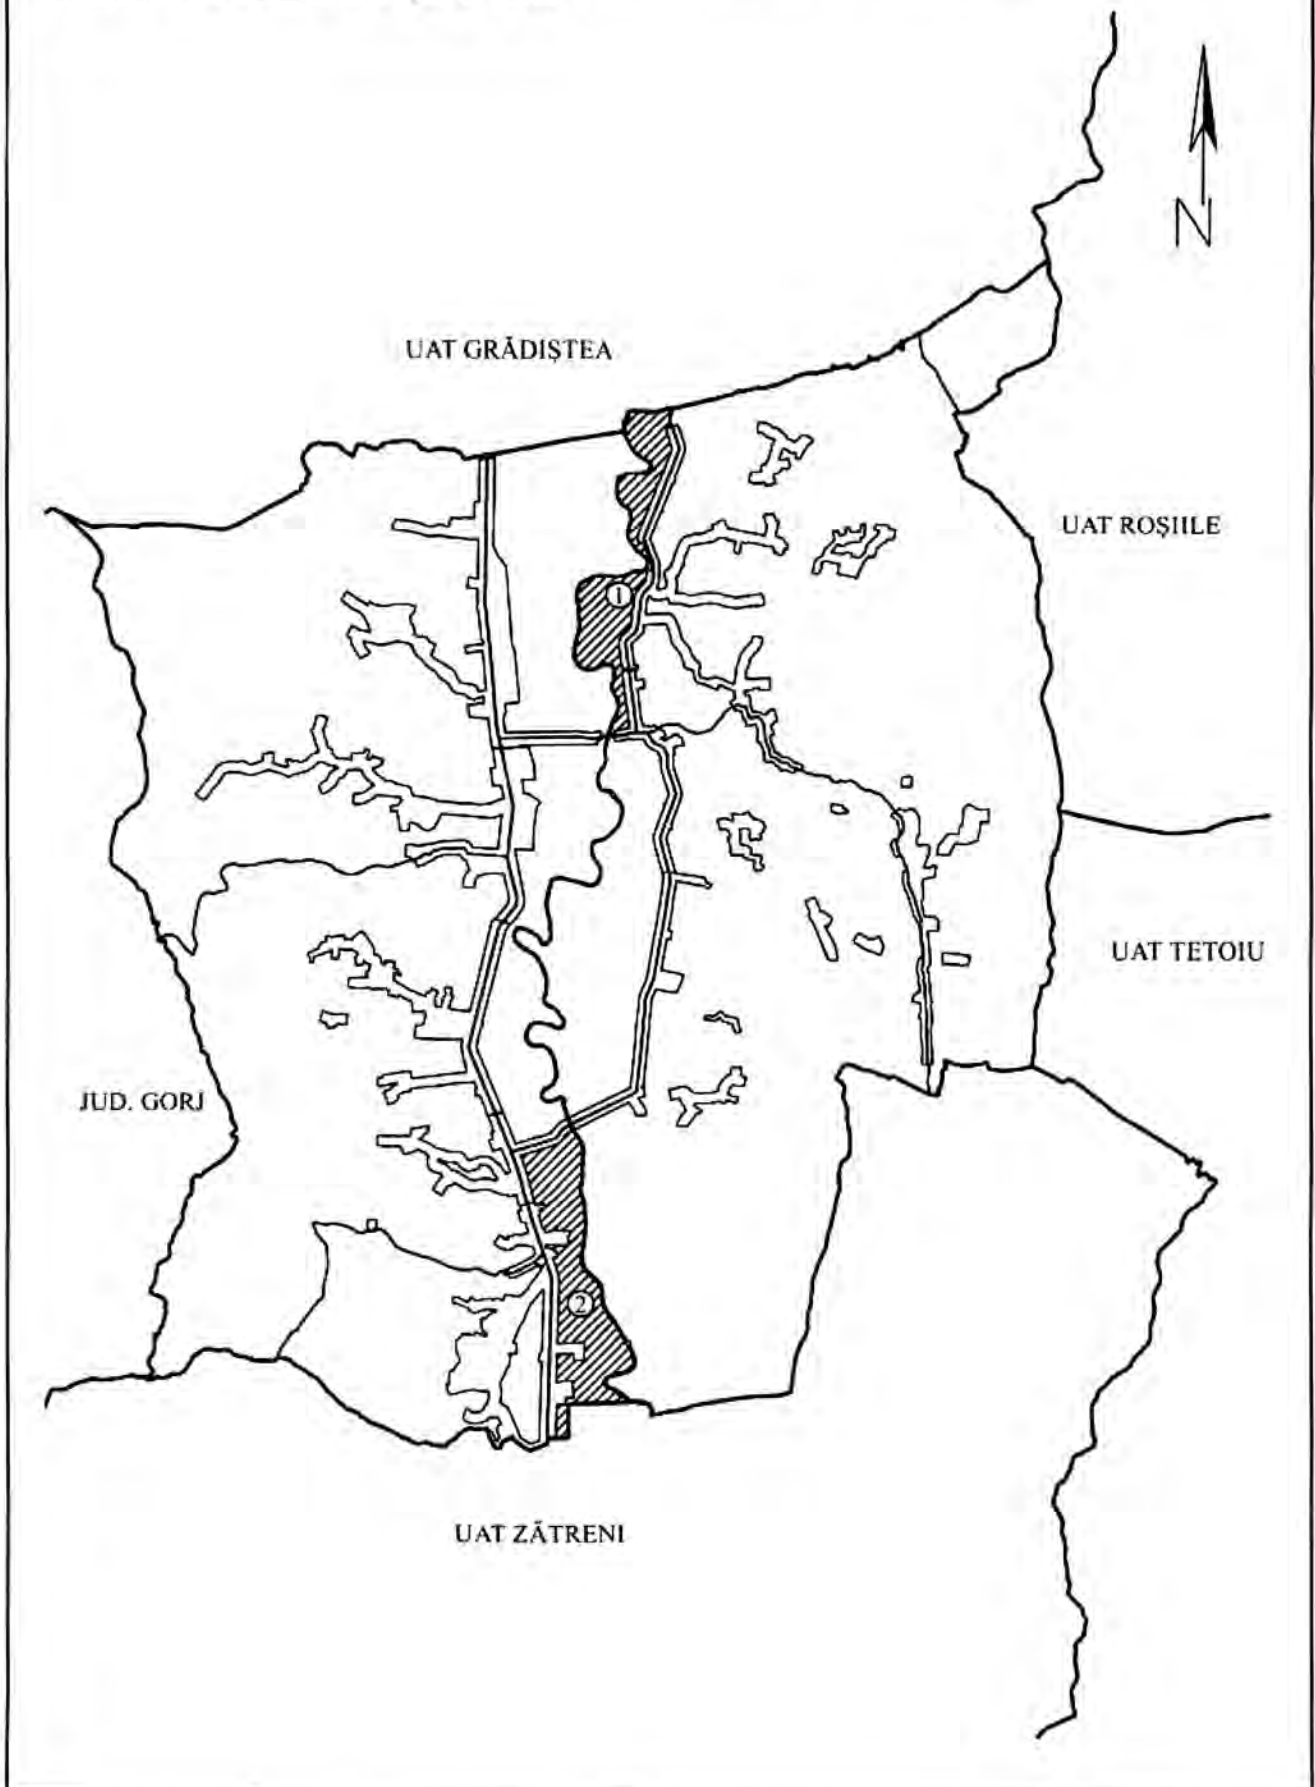 N
UAT GRĂDIȘTEA
UAT ROȘIILE
1
UAT TETOIU
JUD. GORJ
2
UAT ZĂTRENI